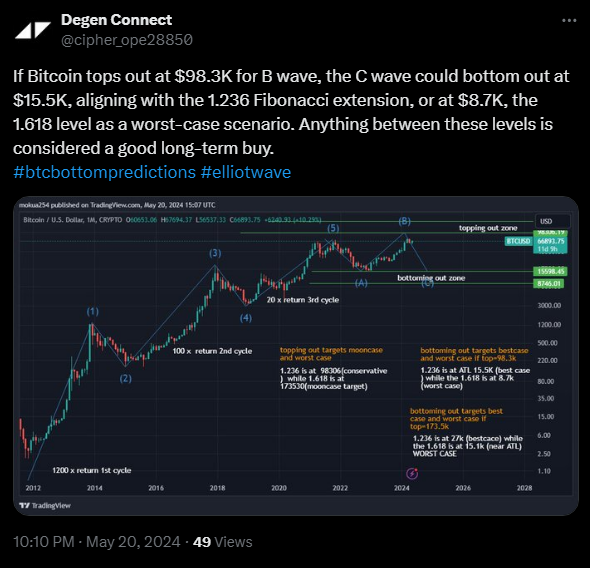 Degen Connect
@cipher_ope28850
If Bitcoin tops out at $98.3K for B wave, the C wave could bottom out at
$15.5K, aligning with the 1.236 Fibonacci extension, or at $8.7K, the
1.618 level as a worst-case scenario. Anything between these levels is
considered a good long-term buy.
#btcbottompredictions #elliotwave
mokua254 published on TradingView.com, May 20, 2024 15:07 UTC
Bitcoin / U.S. Dollar, 1M, CRYPTO O60653.06 H67694.37 L56537.53 C66893.75 +6240.93 (+10.29%)
USD
(B)
topping out zone
98306.19
(5)
BTCUSD 66893.75
11d 9h
(3)
15598.45
bottoming out zone
(A)
(C)
8746.01
20 x return 3rd cycle
3000.00
(4)
(1)
1200.00
500.00
100 x return 2nd cycle
topping out targets mooncase
and worst case
bottoming out targets bestcase
and worst case if top=98.3k
220.00
1.236 is at 98306(conservative
) while 1.618 is at
173530(mooncase target)
1.236 is at ATL 15.5K (best case
) while the 1.618 is at 8.7k
(worst case)
(2)
80.00
35.00
bottoming out targets best
case and worst case if
top=173.5k
15.00
1.236 is at 27k(bestcace) while
the 1.618 is at 15.1k (near ATL)
WORST CASE
6.00
2.50
1200 x return 1st cycle
1.10
2012 2014 2016 2018 2020 2022 2024 2026 2028
TradingView
10:10 PM · May 20, 2024 · 49 Views